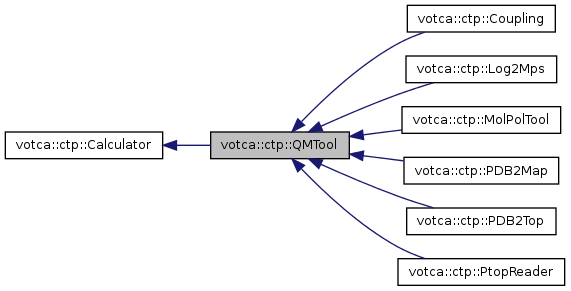 votca::ctp::Coupling
votca::ctp::Log2Mps
votca::ctp::MolPolTool
votca::ctp::Calculator
votca::ctp::QMTool
votca::ctp::PDB2Map
votca::ctp::PDB2Top
votca::ctp::PtopReader